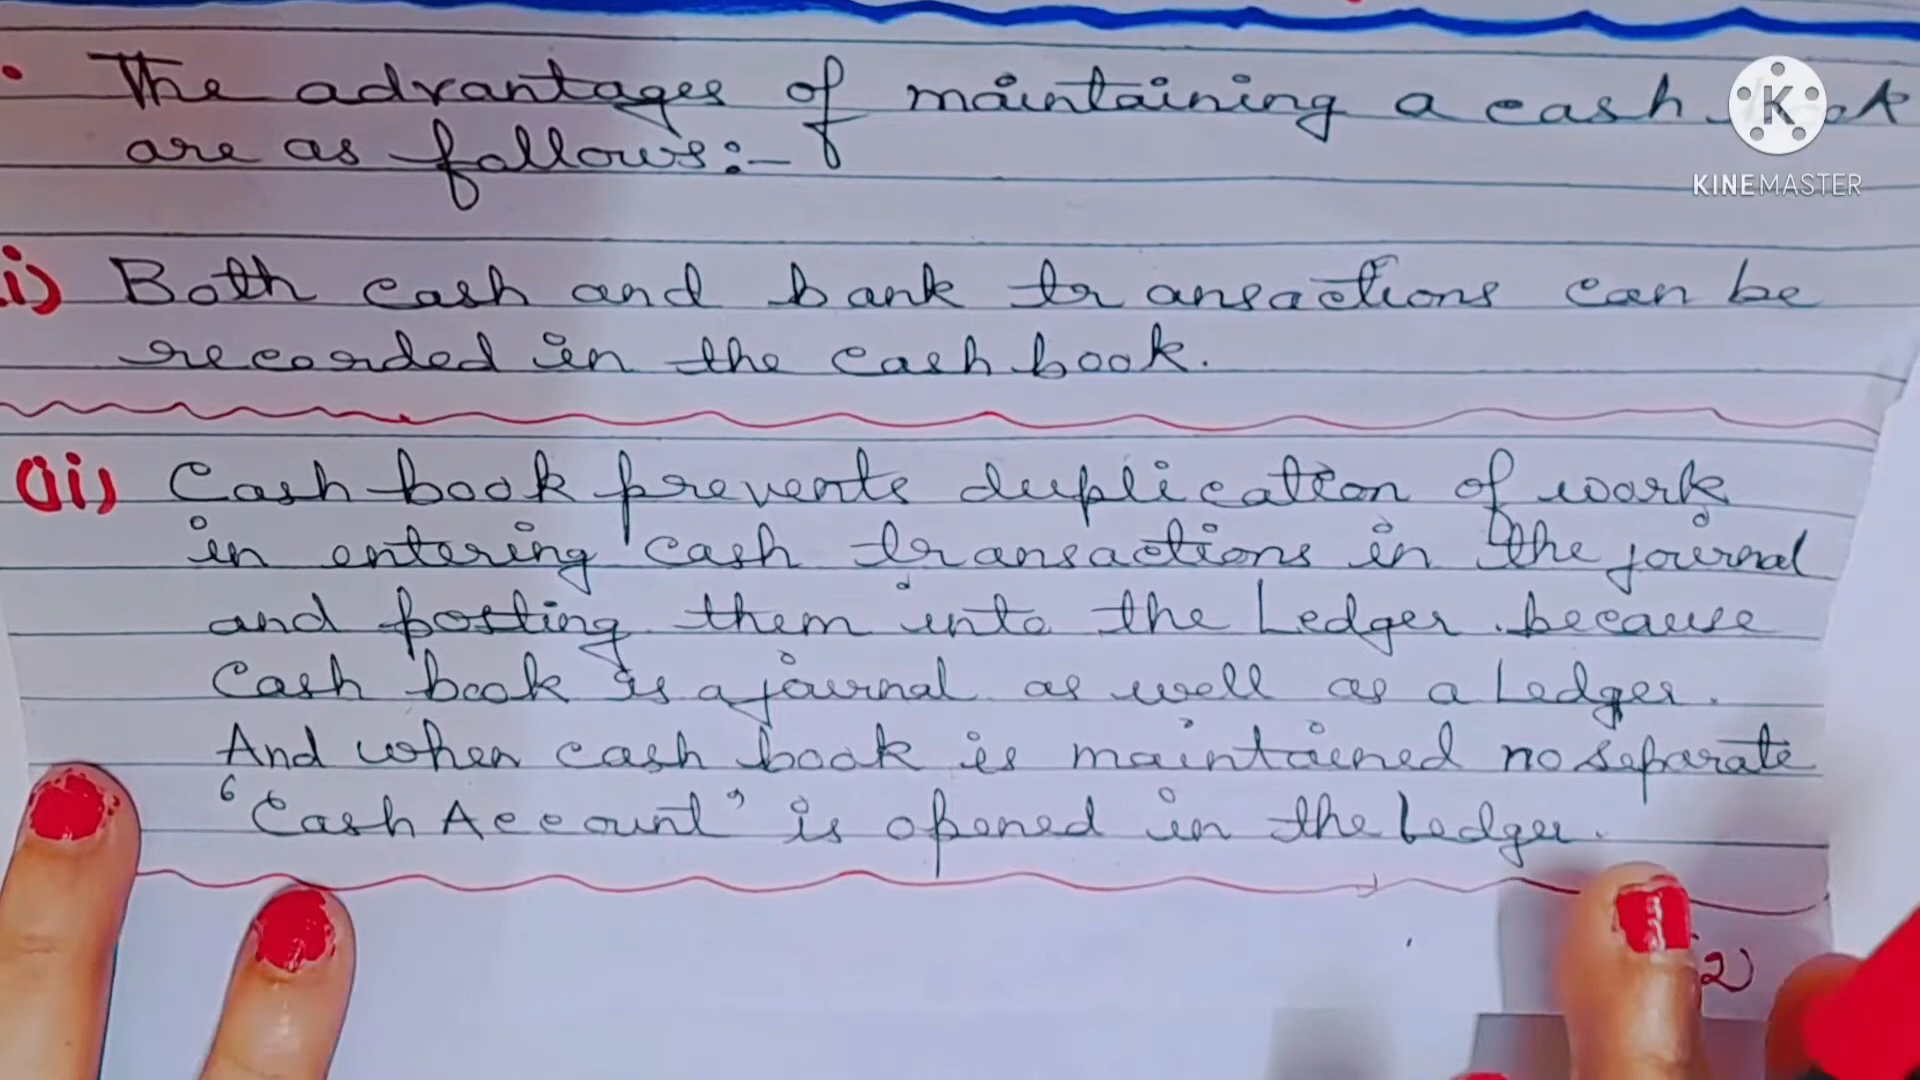 The advantages of maintaining a cash
are as follows:-
i) Both cash and bank transactions can be
recorded in the cash book.
(ii) Cash book prevents duplication of work
in entering cash transactions in the journal
and posting them into the Ledger. because
Cash book is a journal as well as a Ledger.
And when cash book is maintained no separate
"Cash Account" is opened in the Ledger.
2)
K
KINEMASTER